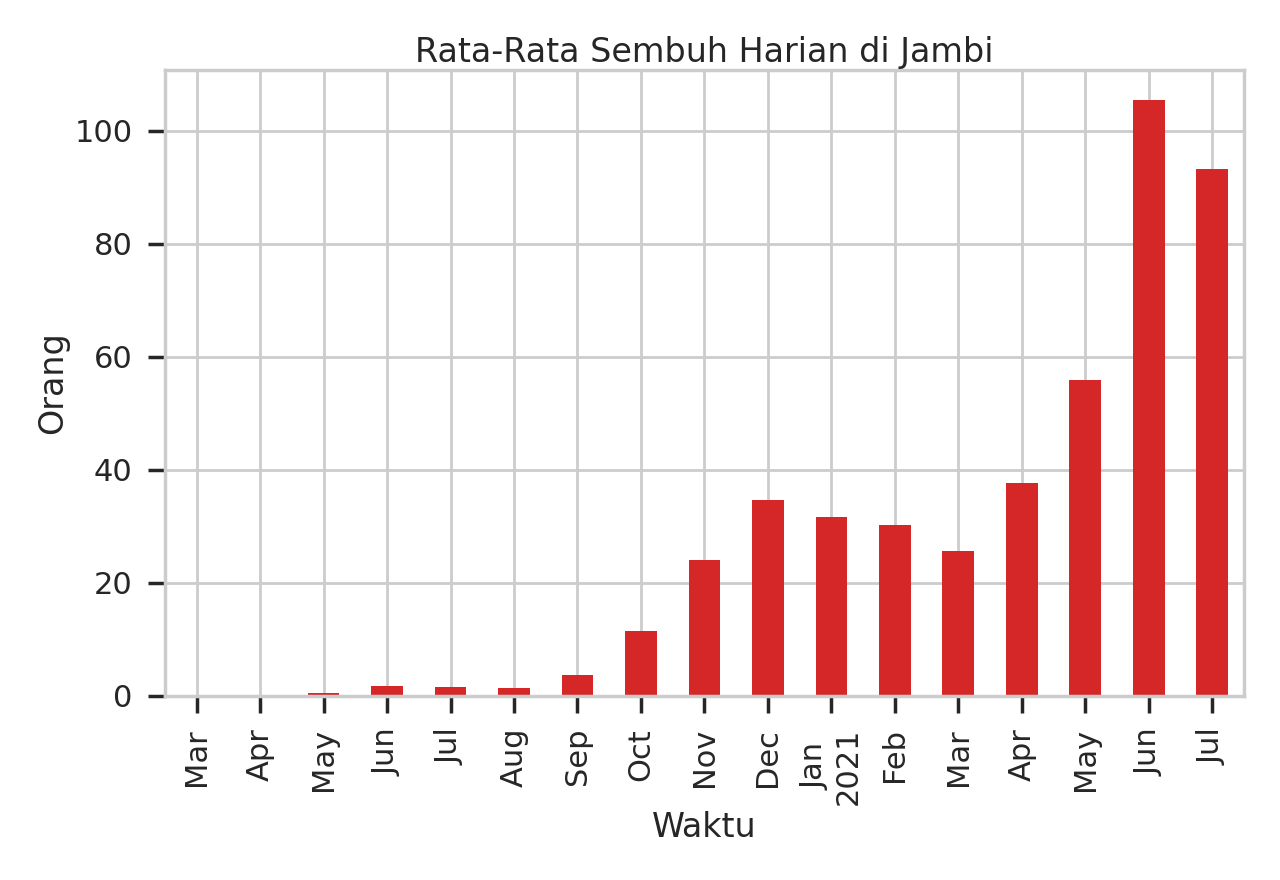 Rata-Rata Sembuh Harian di Jambi
100
80
60
40
20
0
Orang
Mar
Apr
May
Jun
Jul
Aug
Sep
Oct
Nov
Dec
Jan
2021
Feb
Mar
Apr
May
Jun
Jul
Waktu